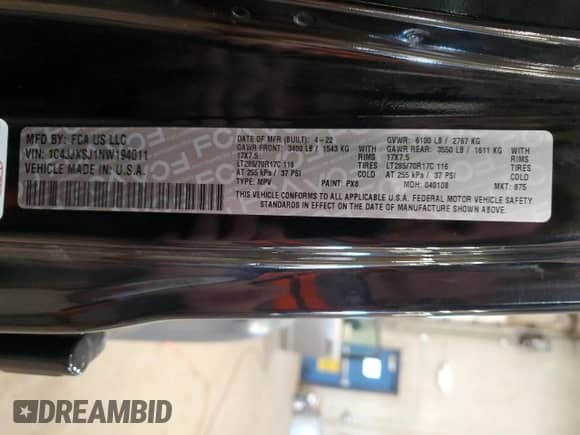 MFD BY: FCA US LLC
VIN: 1C4JJXSJ1NW194011
VEHICLE MADE IN: U.S.A.
DATE OF MFR (BUILT): 4-22 GVWR: 6100 LB / 2767 KG
GAWR FRONT: 3400 LB / 1543 KG WITH GAWR REAR: 3550 LB / 1611 KG WITH
17X7.5 RIMS 17X7.5 RIMS
LT285/70R17C 116 TIRES LT285/70R17C 116 TIRES
AT 255 kPa / 37 PSI COLD AT 255 kPa / 37 PSI COLD
TYPE: MPV PAINT: PX8 MDH: 040108 MKT: 875
THIS VEHICLE CONFORMS TO ALL APPLICABLE U.S.A. FEDERAL MOTOR VEHICLE SAFETY
STANDARDS IN EFFECT ON THE DATE OF MANUFACTURE SHOWN ABOVE.
DREAMBID